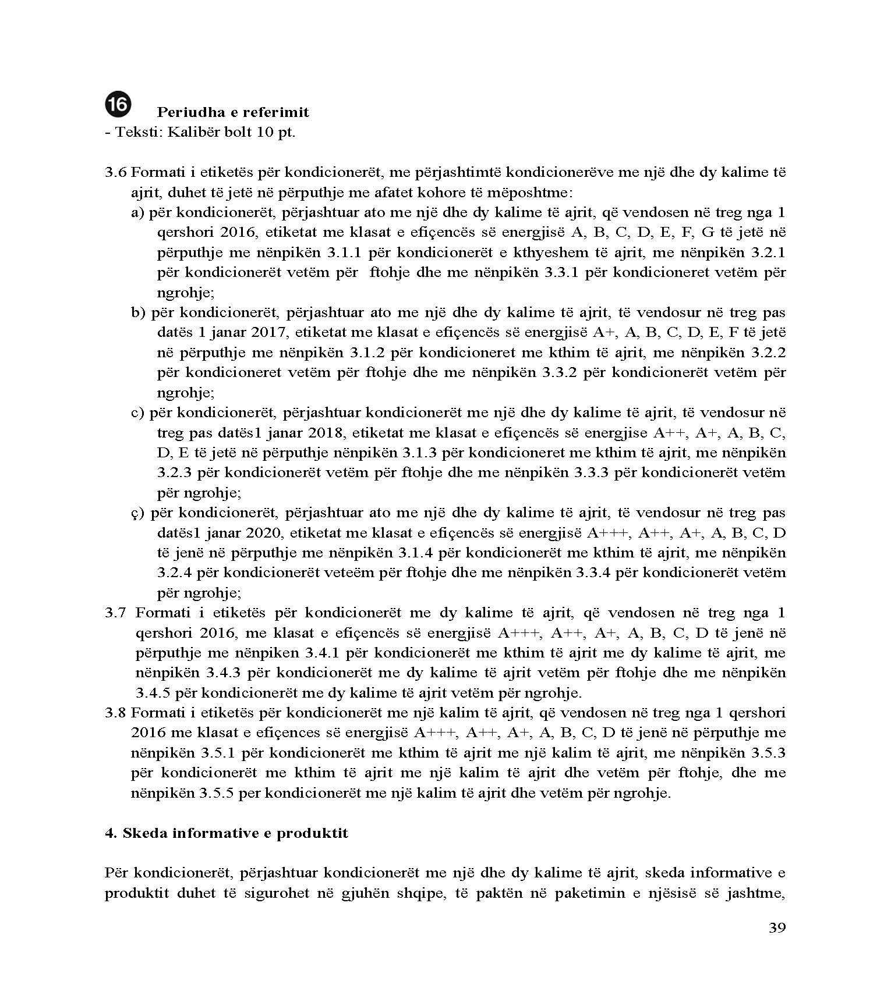 16 Periudha e referimit
- Teksti: Kalibër bolt 10 pt.
3.6 Formati i etiketës për kondicionerët, me përjashtimtë kondicionerëve me një dhe dy kalime të
ajrit, duhet të jetë në përputhje me afatet kohore të mëposhtme:
a) për kondicionerët, përjashtuar ato me një dhe dy kalime të ajrit, që vendosen në treg nga 1
qershori 2016, etiketat me klasat e efiçencës së energjisë A, B, C, D, E, F, G të jetë në
përputhje me nënpikën 3.1.1 për kondicionerët e kthyeshem të ajrit, me nënpikën 3.2.1
për kondicionerët vetëm për ftohje dhe me nënpikën 3.3.1 për kondicioneret vetëm për
ngrohje;
b) për kondicionerët, përjashtuar ato me një dhe dy kalime të ajrit, të vendosur në treg pas
datës 1 janar 2017, etiketat me klasat e efiçencës së energjisë A+, A, B, C, D, E, F të jetë
në përputhje me nënpikën 3.1.2 për kondicioneret me kthim të ajrit, me nënpikën 3.2.2
për kondicioneret vetëm për ftohje dhe me nënpikën 3.3.2 për kondicionerët vetëm për
ngrohje;
c) për kondicionerët, përjashtuar kondicionerët me një dhe dy kalime të ajrit, të vendosur në
treg pas datës1 janar 2018, etiketat me klasat e efiçencës së energjise A++, A+, A, B, C,
D, E të jetë në përputhje nënpikën 3.1.3 për kondicioneret me kthim të ajrit, me nënpikën
3.2.3 për kondicionerët vetëm për ftohje dhe me nënpikën 3.3.3 për kondicionerët vetëm
për ngrohje;
ç) për kondicionerët, përjashtuar ato me një dhe dy kalime të ajrit, të vendosur në treg pas
datës1 janar 2020, etiketat me klasat e efiçencës së energjisë A+++, A++, A+, A, B, C, D
të jenë në përputhje me nënpikën 3.1.4 për kondicionerët me kthim të ajrit, me nënpikën
3.2.4 për kondicionerët veteëm për ftohje dhe me nënpikën 3.3.4 për kondicionerët vetëm
për ngrohje;
3.7 Formati i etiketës për kondicionerët me dy kalime të ajrit, që vendosen në treg nga 1
qershori 2016, me klasat e efiçencës së energjisë A+++, A++, A+, A, B, C, D të jenë në
përputhje me nënpiken 3.4.1 për kondicionerët me kthim të ajrit me dy kalime të ajrit, me
nënpikën 3.4.3 për kondicionerët me dy kalime të ajrit vetëm për ftohje dhe me nënpikën
3.4.5 për kondicionerët me dy kalime të ajrit vetëm për ngrohje.
3.8 Formati i etiketës për kondicionerët me një kalim të ajrit, që vendosen në treg nga 1 qershori
2016 me klasat e efiçences së energjisë A+++, A++, A+, A, B, C, D të jenë në përputhje me
nënpikën 3.5.1 për kondicionerët me kthim të ajrit me një kalim të ajrit, me nënpikën 3.5.3
për kondicionerët me kthim të ajrit me një kalim të ajrit dhe vetëm për ftohje, dhe me
nënpikën 3.5.5 per kondicionerët me një kalim të ajrit dhe vetëm për ngrohje.
4. Skeda informative e produktit
Për kondicionerët, përjashtuar kondicionerët me një dhe dy kalime të ajrit, skeda informative e
produktit duhet të sigurohet në gjuhën shqipe, të paktën në paketimin e njësisë së jashtme,
39